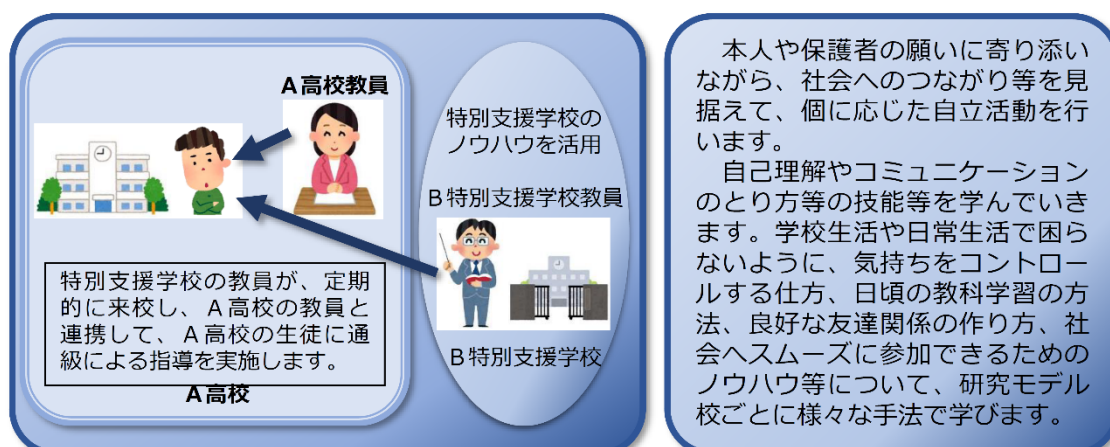 A高校教員
特別支援学校の
ノウハウを活用
B特別支援学校教員
特別支援学校の教員が、定期
的に来校し、A高校の教員と
連携して、A高校の生徒に通
級による指導を実施します。
A高校
B特別支援学校
本人や保護者の願いに寄り添い
ながら、社会へのつながり等を見
据えて、個に応じた自立活動を行
います。
自己理解やコミュニケーション
のとり方等の技能等を学んでいき
ます。学校生活や日常生活で困ら
ないように、気持ちをコントロー
ルする仕方、日頃の教科学習の方
法、良好な友達関係の作り方、社
会へスムーズに参加できるための
ノウハウ等について、研究モデル
校ごとに様々な手法で学びます。